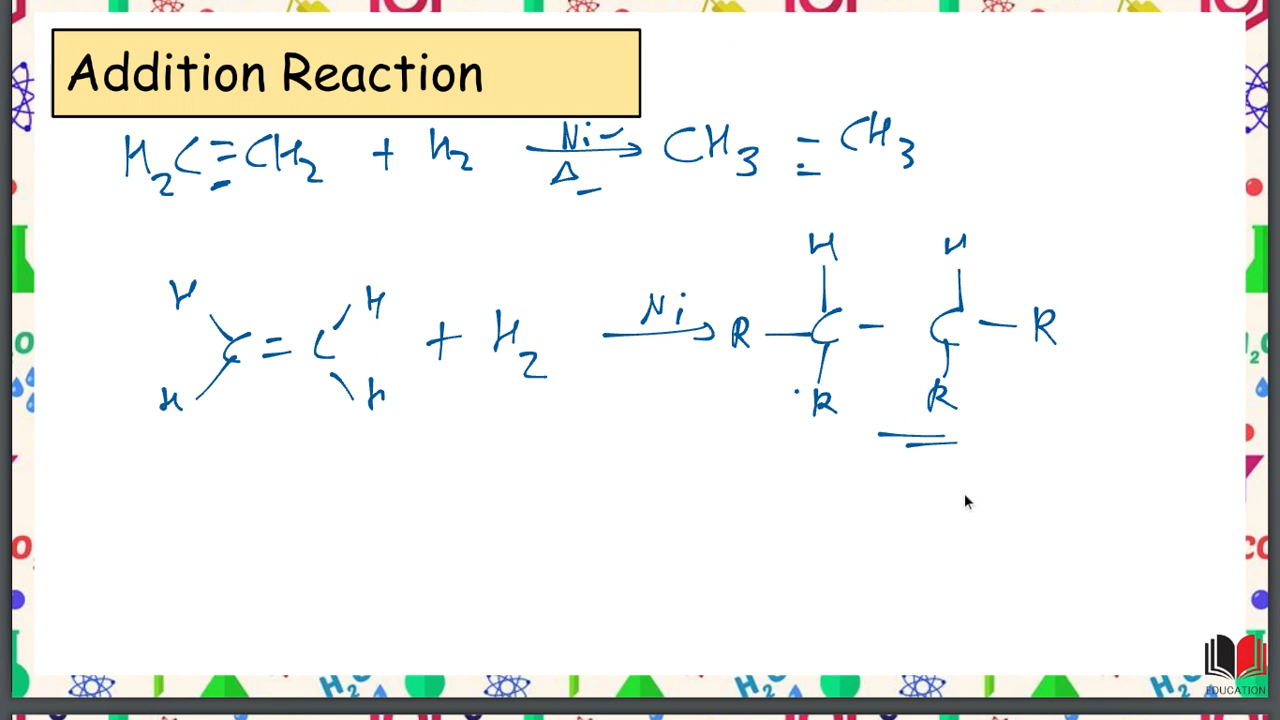 Addition Reaction
H₂C=CH₂ + H₂ Ni → Δ CH₃ = CH₃
H H H H
C = C + H₂ Ni → R — C — C — R
H H R R
EDUCATION